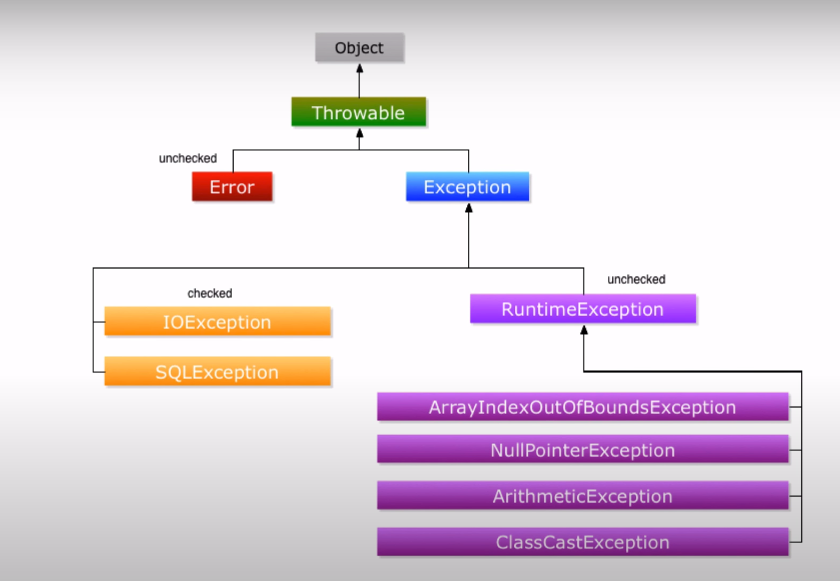 Object
Throwable
unchecked
Error
Exception
unchecked
checked
RuntimeException
IOException
SQLException
ArrayIndexOutOfBoundsException
NullPointerException
ArithmeticException
ClassCastException